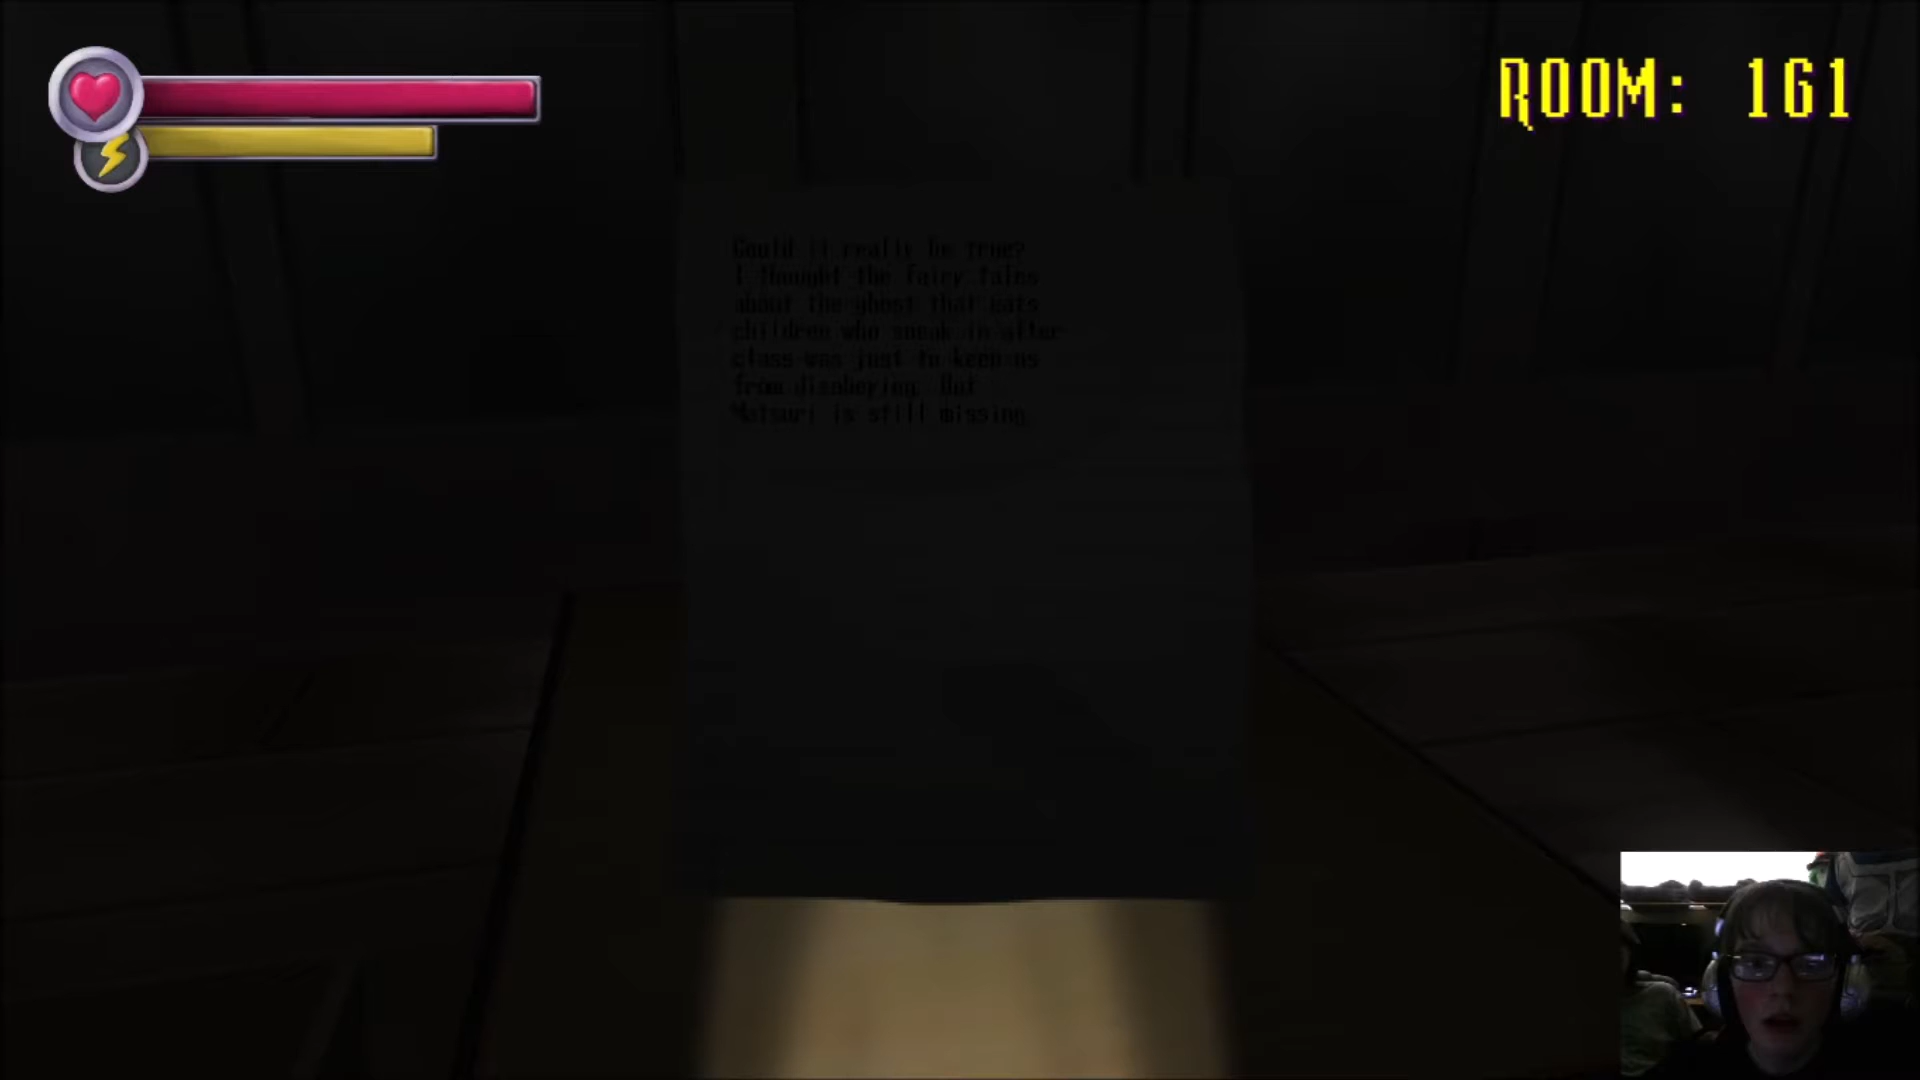 ROOM: 161
Could it really be true?
I thought the fairy tales
about the ghost that eats
children who sneak in after
class was just to keep us
from disobeying. But
Matsuri is still missing.